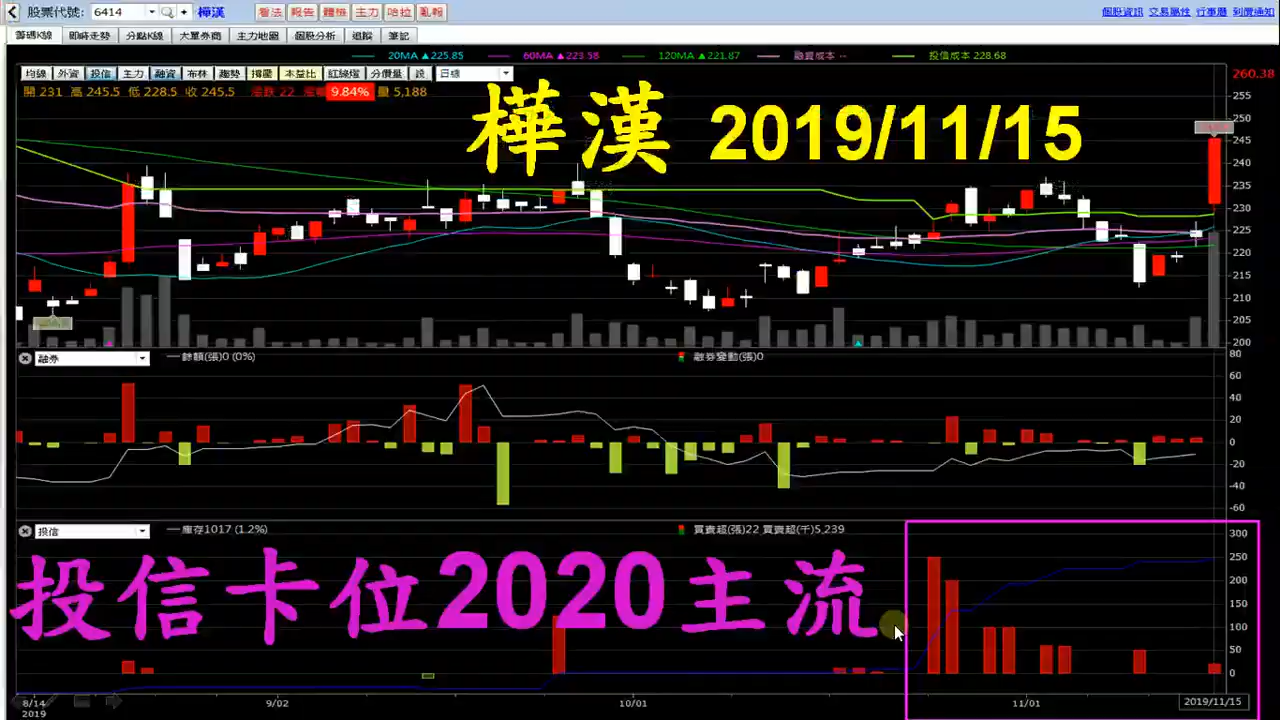 股票代號: 6414 樺漢 看法 報告 體檢 主力 哈拉 亂報 個股資訊 交易屬性 行事曆 到價通知
籌碼K線 即時走勢 分點K線 大單券商 主力地圖 個股分析 追蹤 筆記
20MA ▲225.85 60MA ▲223.58 120MA ▲221.87 融資成本 -- 投信成本 228.68
均線 外資 投信 主力 融資 布林 趨勢 本益比 紅綠燈 分價量 設 日線
260.38
開 231 高 245.5 低 228.5 收 245.5 漲跌 22 漲幅 9.84% 量 5,188
樺漢 2019/11/15
255
250
245
240
235
230
225
220
215
210
205
200
融券 餘額(張)0 (0%) 融券變動(張)0
80
60
40
20
0
-20
-40
-60
投信 庫存1017 (1.2%) 買賣超(張)22 買賣超(千)5,239
投信卡位2020主流
300
250
200
150
100
50
0
8/14 9/02 10/01 11/01 2019/11/15
2019